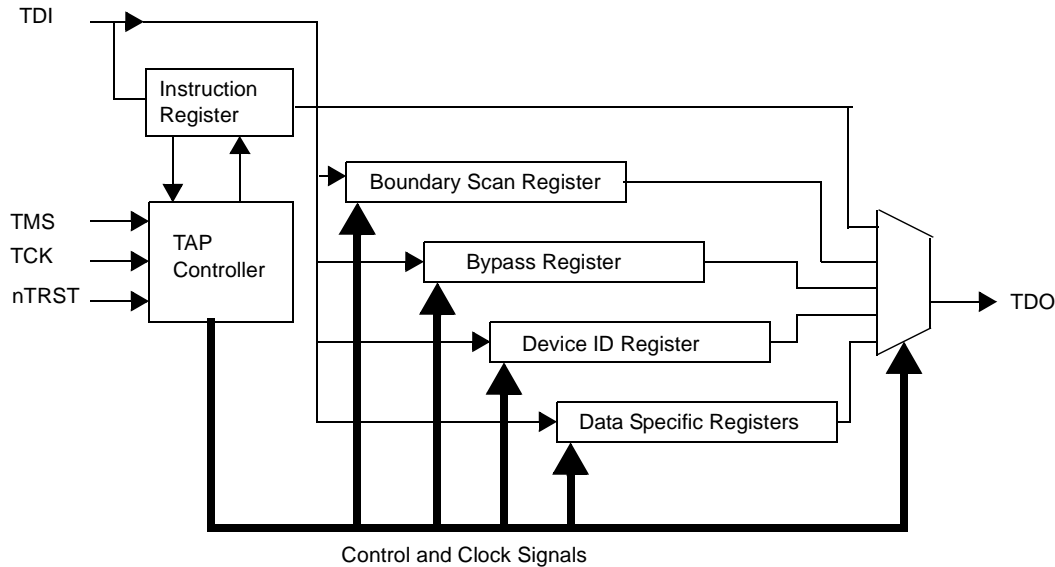 TDI
Instruction
Register
Boundary Scan Register
TMS
TAP
Controller
TCK
Bypass Register
nTRST
TDO
Device ID Register
Data Specific Registers
Control and Clock Signals